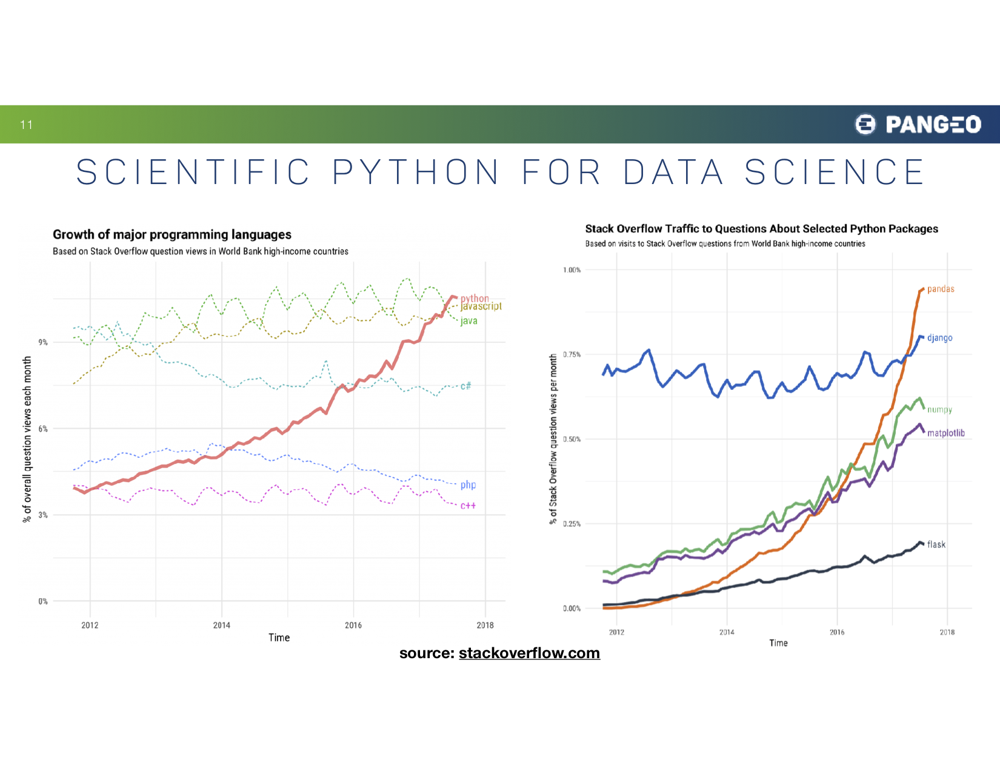 11
PANGEO
SCIENTIFIC PYTHON FOR DATA SCIENCE
Growth of major programming languages
Based on Stack Overflow question views in World Bank high-income countries
% of overall question views each month
9%
6%
3%
0%
python
javascript
java
c#
php
c++
2012
2014
2016
2018
Time
Stack Overflow Traffic to Questions About Selected Python Packages
Based on visits to Stack Overflow questions from World Bank high-income countries
% of Stack Overflow question views per month
1.00%
0.75%
0.50%
0.25%
0.00%
pandas
django
numpy
matplotlib
flask
2012
2014
2016
2018
Time
source: stackoverflow.com